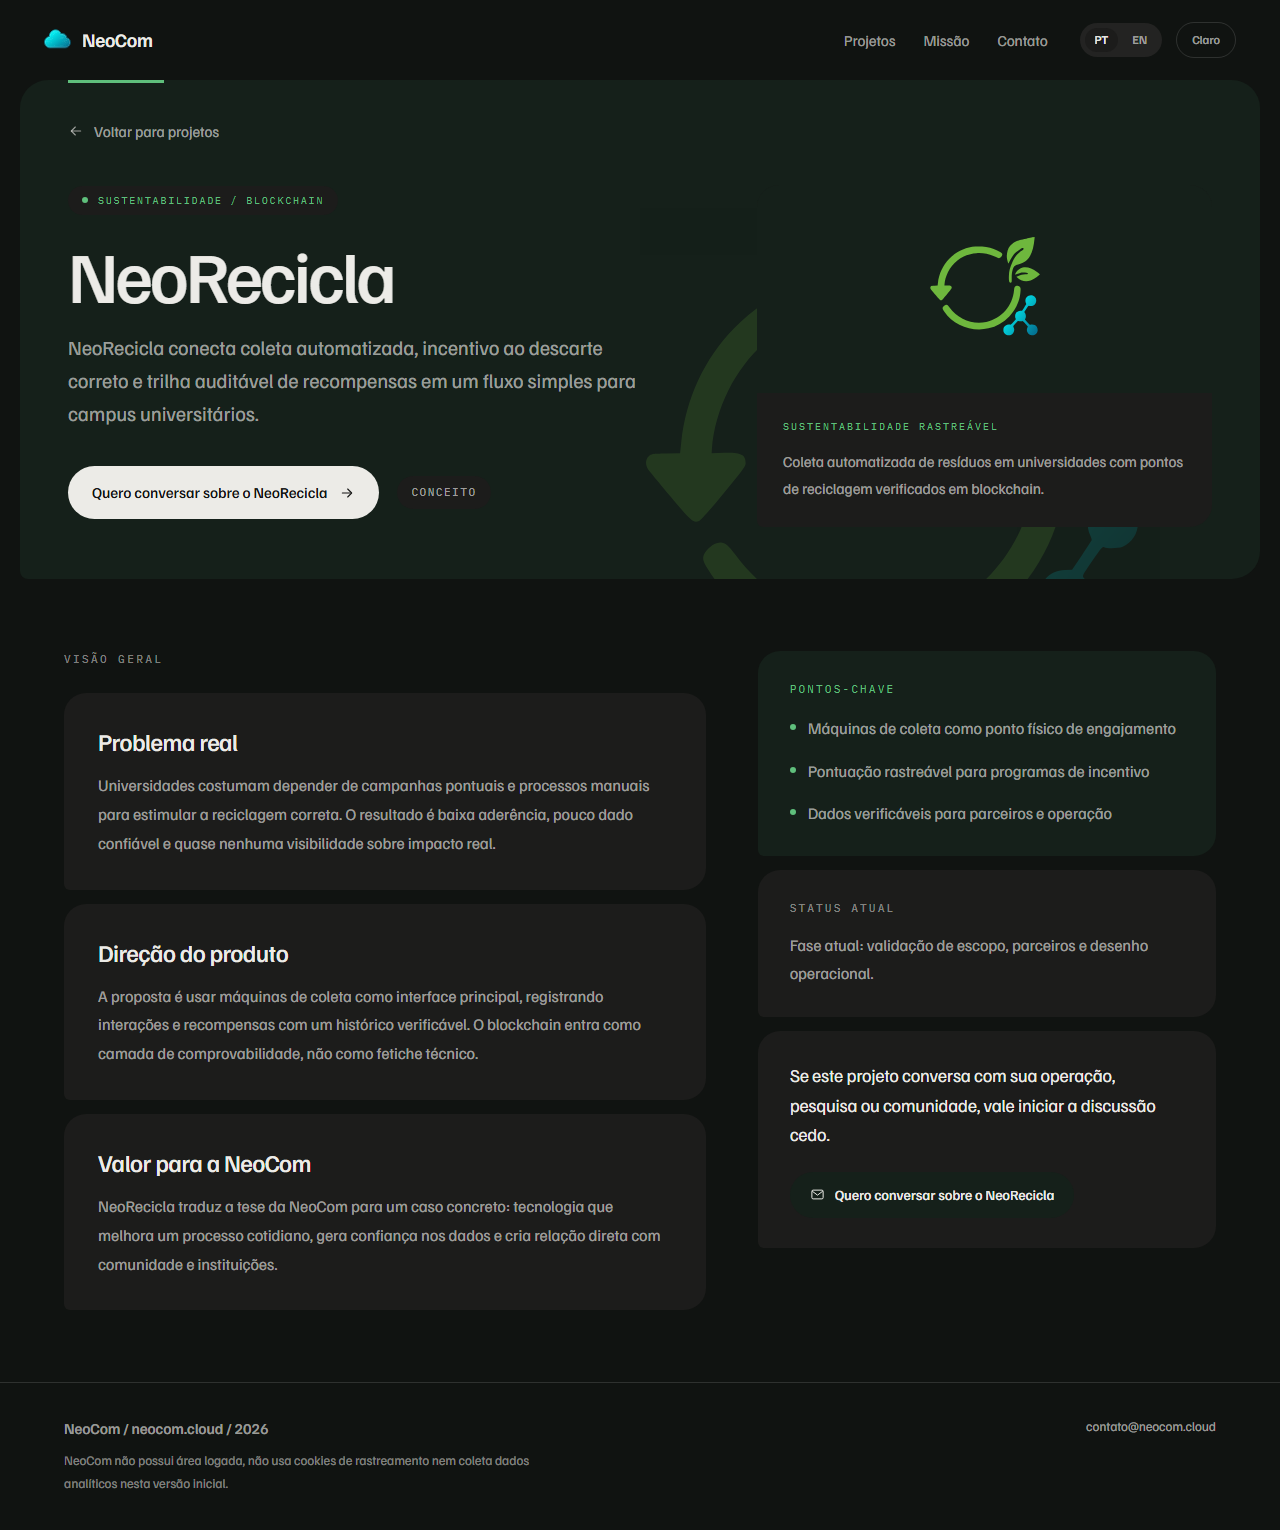 NeoCom
Projetos
Missão
Contato
PT
EN
Claro
Voltar para projetos
SUSTENTABILIDADE / BLOCKCHAIN
NeoRecicla
NeoRecicla conecta coleta automatizada, incentivo ao descarte
correto e trilha auditável de recompensas em um fluxo simples para
campus universitários.
Quero conversar sobre o NeoRecicla
CONCEITO
SUSTENTABILIDADE RASTREÁVEL
Coleta automatizada de resíduos em universidades com pontos
de reciclagem verificados em blockchain.
VISÃO GERAL
Problema real
Universidades costumam depender de campanhas pontuais e processos manuais
para estimular a reciclagem correta. O resultado é baixa aderência, pouco dado
confiável e quase nenhuma visibilidade sobre impacto real.
Direção do produto
A proposta é usar máquinas de coleta como interface principal, registrando
interações e recompensas com um histórico verificável. O blockchain entra como
camada de comprovabilidade, não como fetiche técnico.
Valor para a NeoCom
NeoRecicla traduz a tese da NeoCom para um caso concreto: tecnologia que
melhora um processo cotidiano, gera confiança nos dados e cria relação direta com
comunidade e instituições.
PONTOS-CHAVE
Máquinas de coleta como ponto físico de engajamento
Pontuação rastreável para programas de incentivo
Dados verificáveis para parceiros e operação
STATUS ATUAL
Fase atual: validação de escopo, parceiros e desenho
operacional.
Se este projeto conversa com sua operação,
pesquisa ou comunidade, vale iniciar a discussão
cedo.
Quero conversar sobre o NeoRecicla
NeoCom / neocom.cloud / 2026
NeoCom não possui área logada, não usa cookies de rastreamento nem coleta dados
analíticos nesta versão inicial.
contato@neocom.cloud